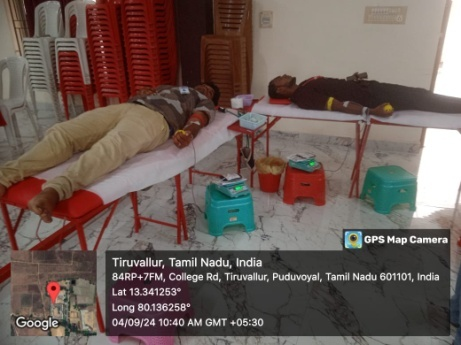 GPS Map Camera
Tiruvallur, Tamil Nadu, India
84RP+7FM, College Rd, Tiruvallur, Puduvoyal, Tamil Nadu 601101, India
Lat 13.341253°
Long 80.136258°
04/09/24 10:40 AM GMT +05:30
Google